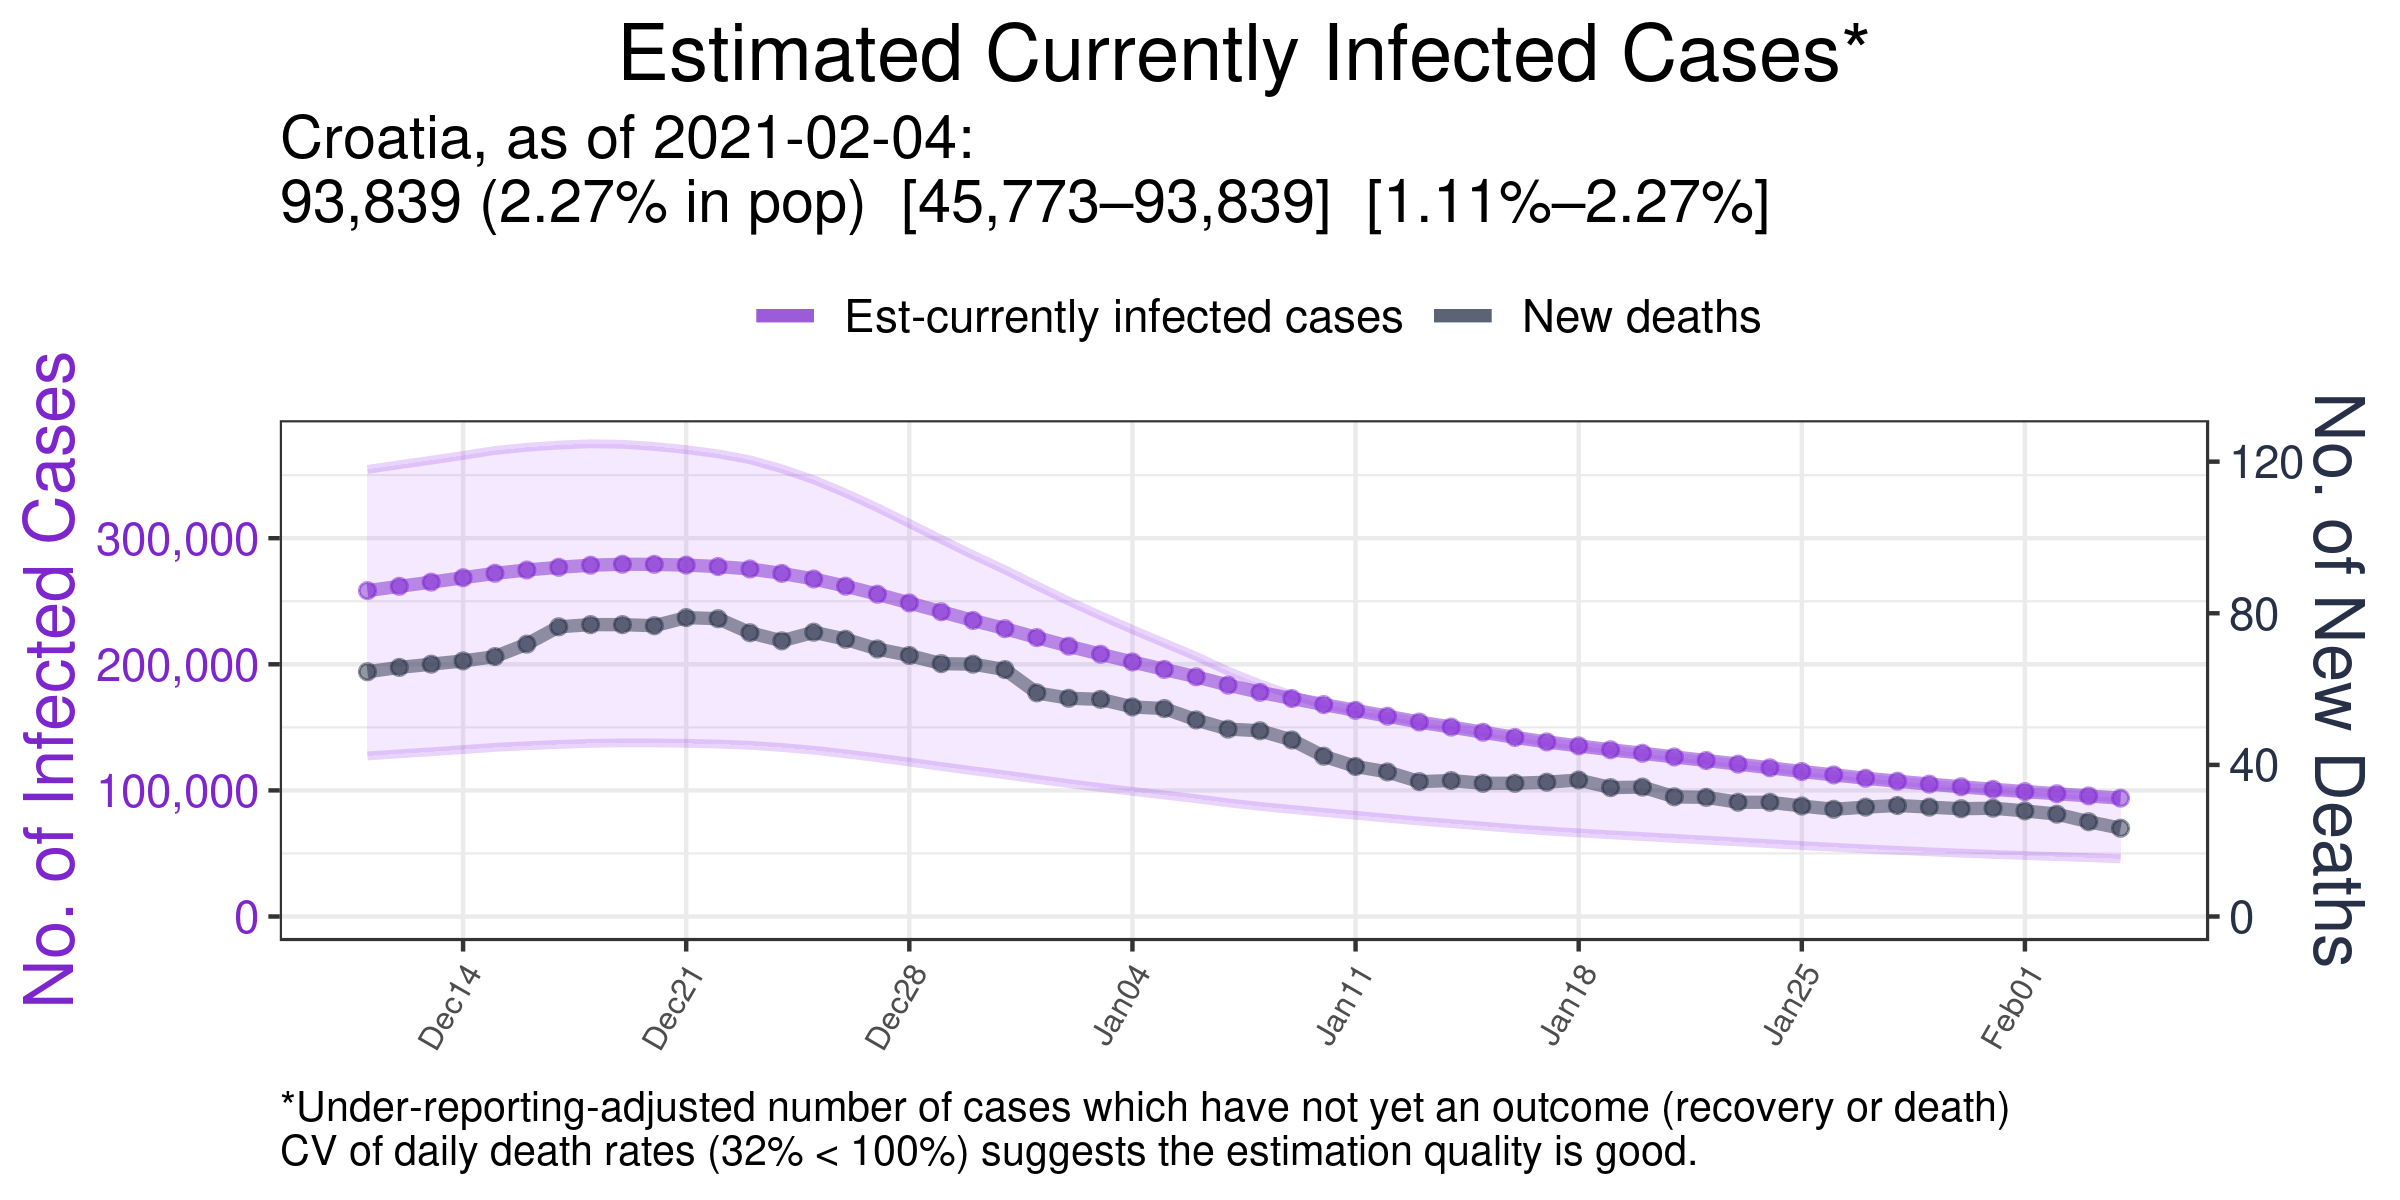 Estimated Currently Infected Cases*
Croatia, as of 2021-02-04:
93,839 (2.27% in pop)  [45,773–93,839]  [1.11%–2.27%]
Est-currently infected cases
New deaths
No. of Infected Cases
300,000
200,000
100,000
0
120
80
40
0
No. of New Deaths
Dec14
Dec21
Dec28
Jan04
Jan11
Jan18
Jan25
Feb01
*Under-reporting-adjusted number of cases which have not yet an outcome (recovery or death)
CV of daily death rates (32% < 100%) suggests the estimation quality is good.